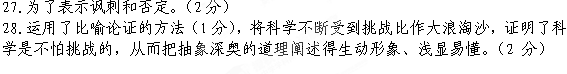 27.为了表示讽刺和否定。(2分)
28.运用了比喻论证的方法(1分)，将科学不断受到挑战比作大浪淘沙，证明了科
学是不怕挑战的，从而把抽象深奥的道理阐述得生动形象、浅显易懂。(2 分)